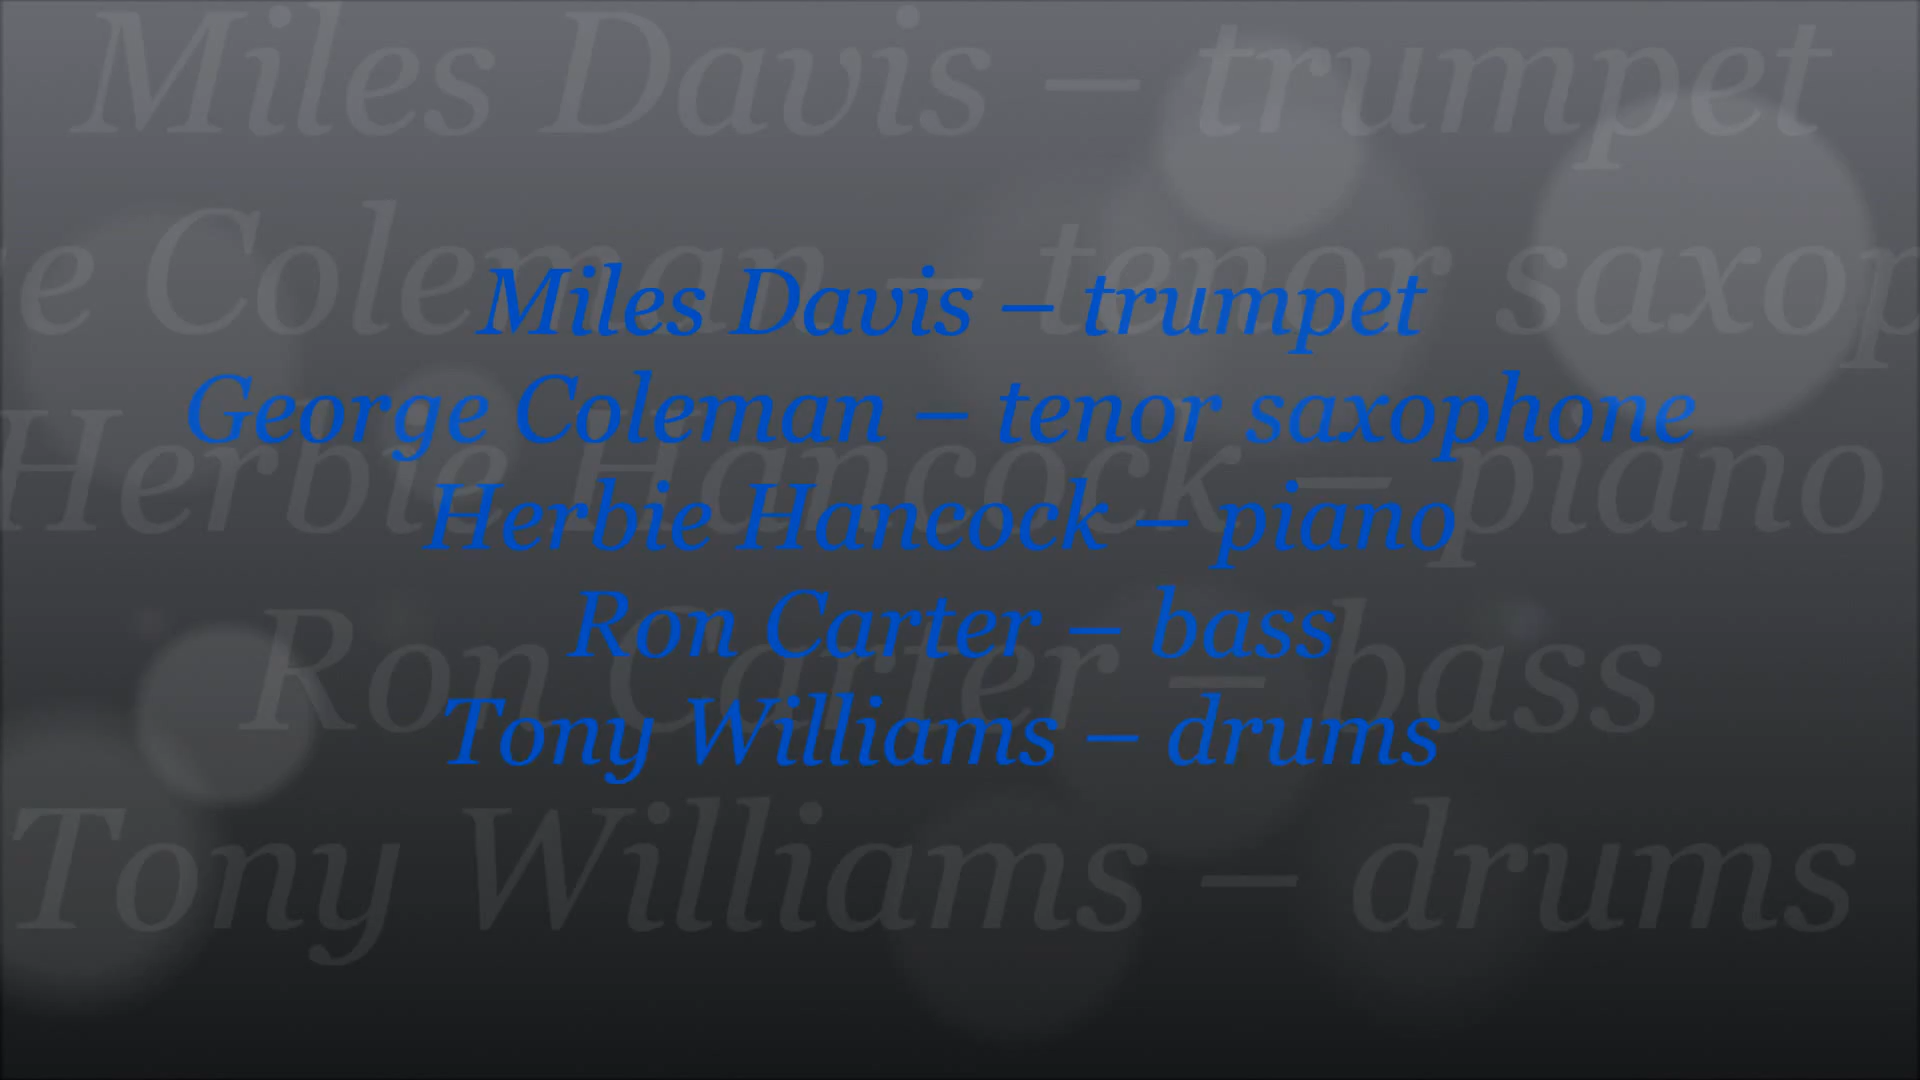 Miles Davis – trumpet
George Coleman – tenor saxophone
Herbie Hancock – piano
Ron Carter – bass
Tony Williams – drums